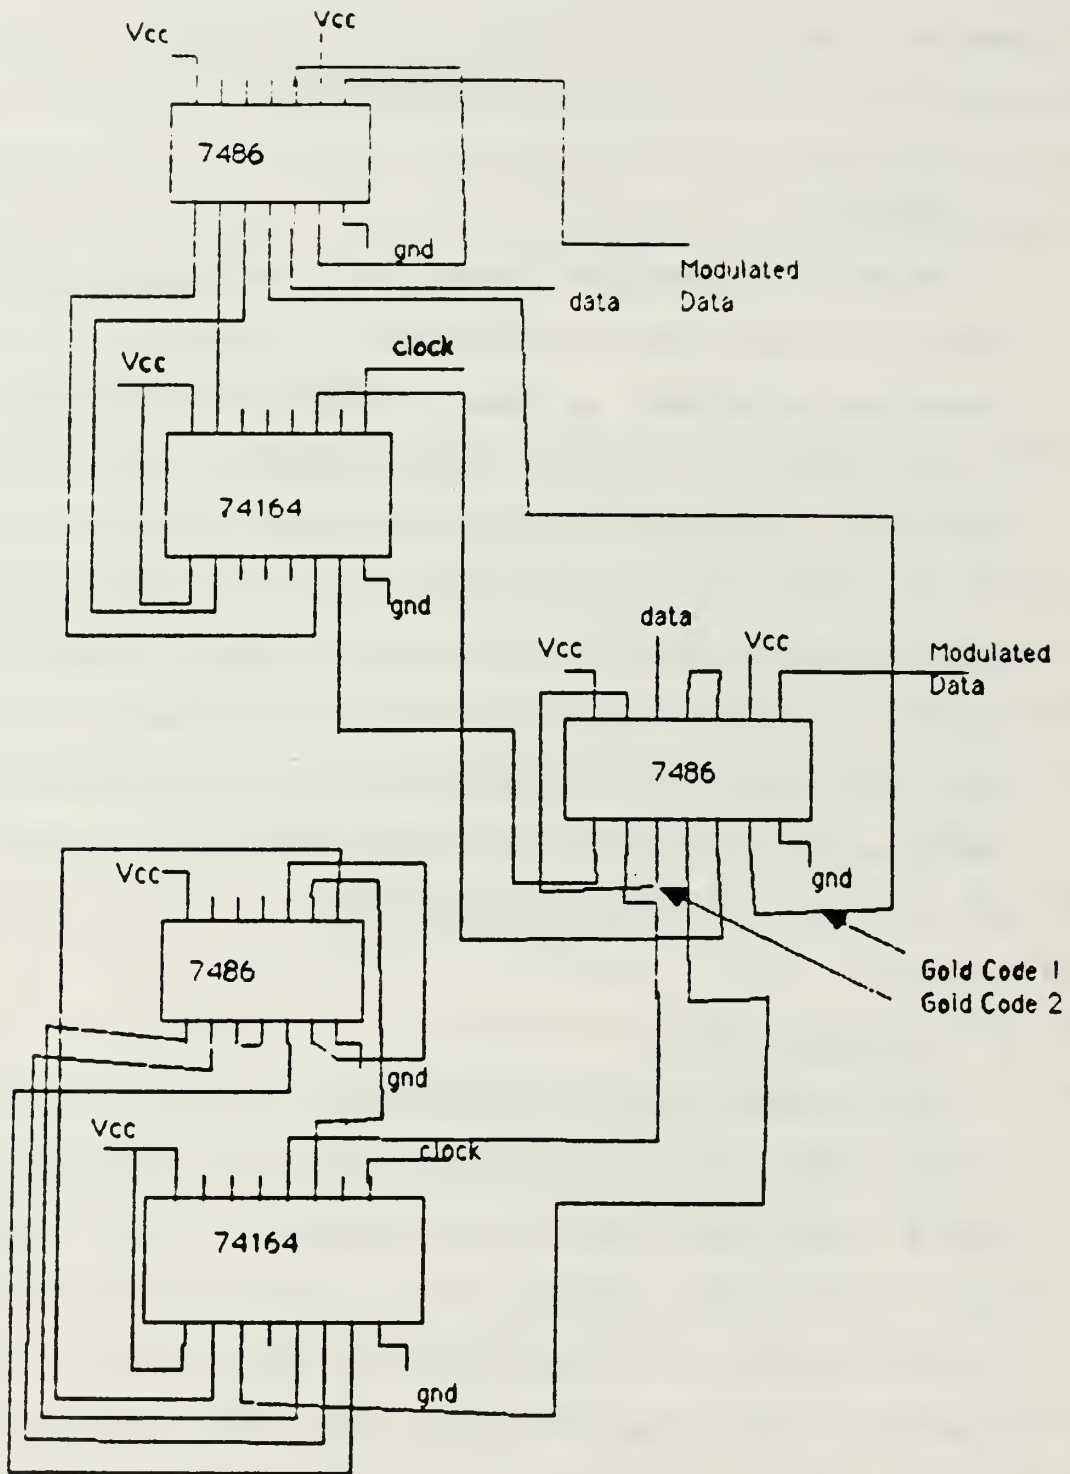 Vcc
Vcc
7486
gnd
Modulated
Data
data
clock
Vcc
74164
gnd
data
Vcc
Vcc
Modulated
Data
7486
gnd
Vcc
7486
Gold Code 1
Gold Code 2
gnd
Vcc
clock
74164
gnd